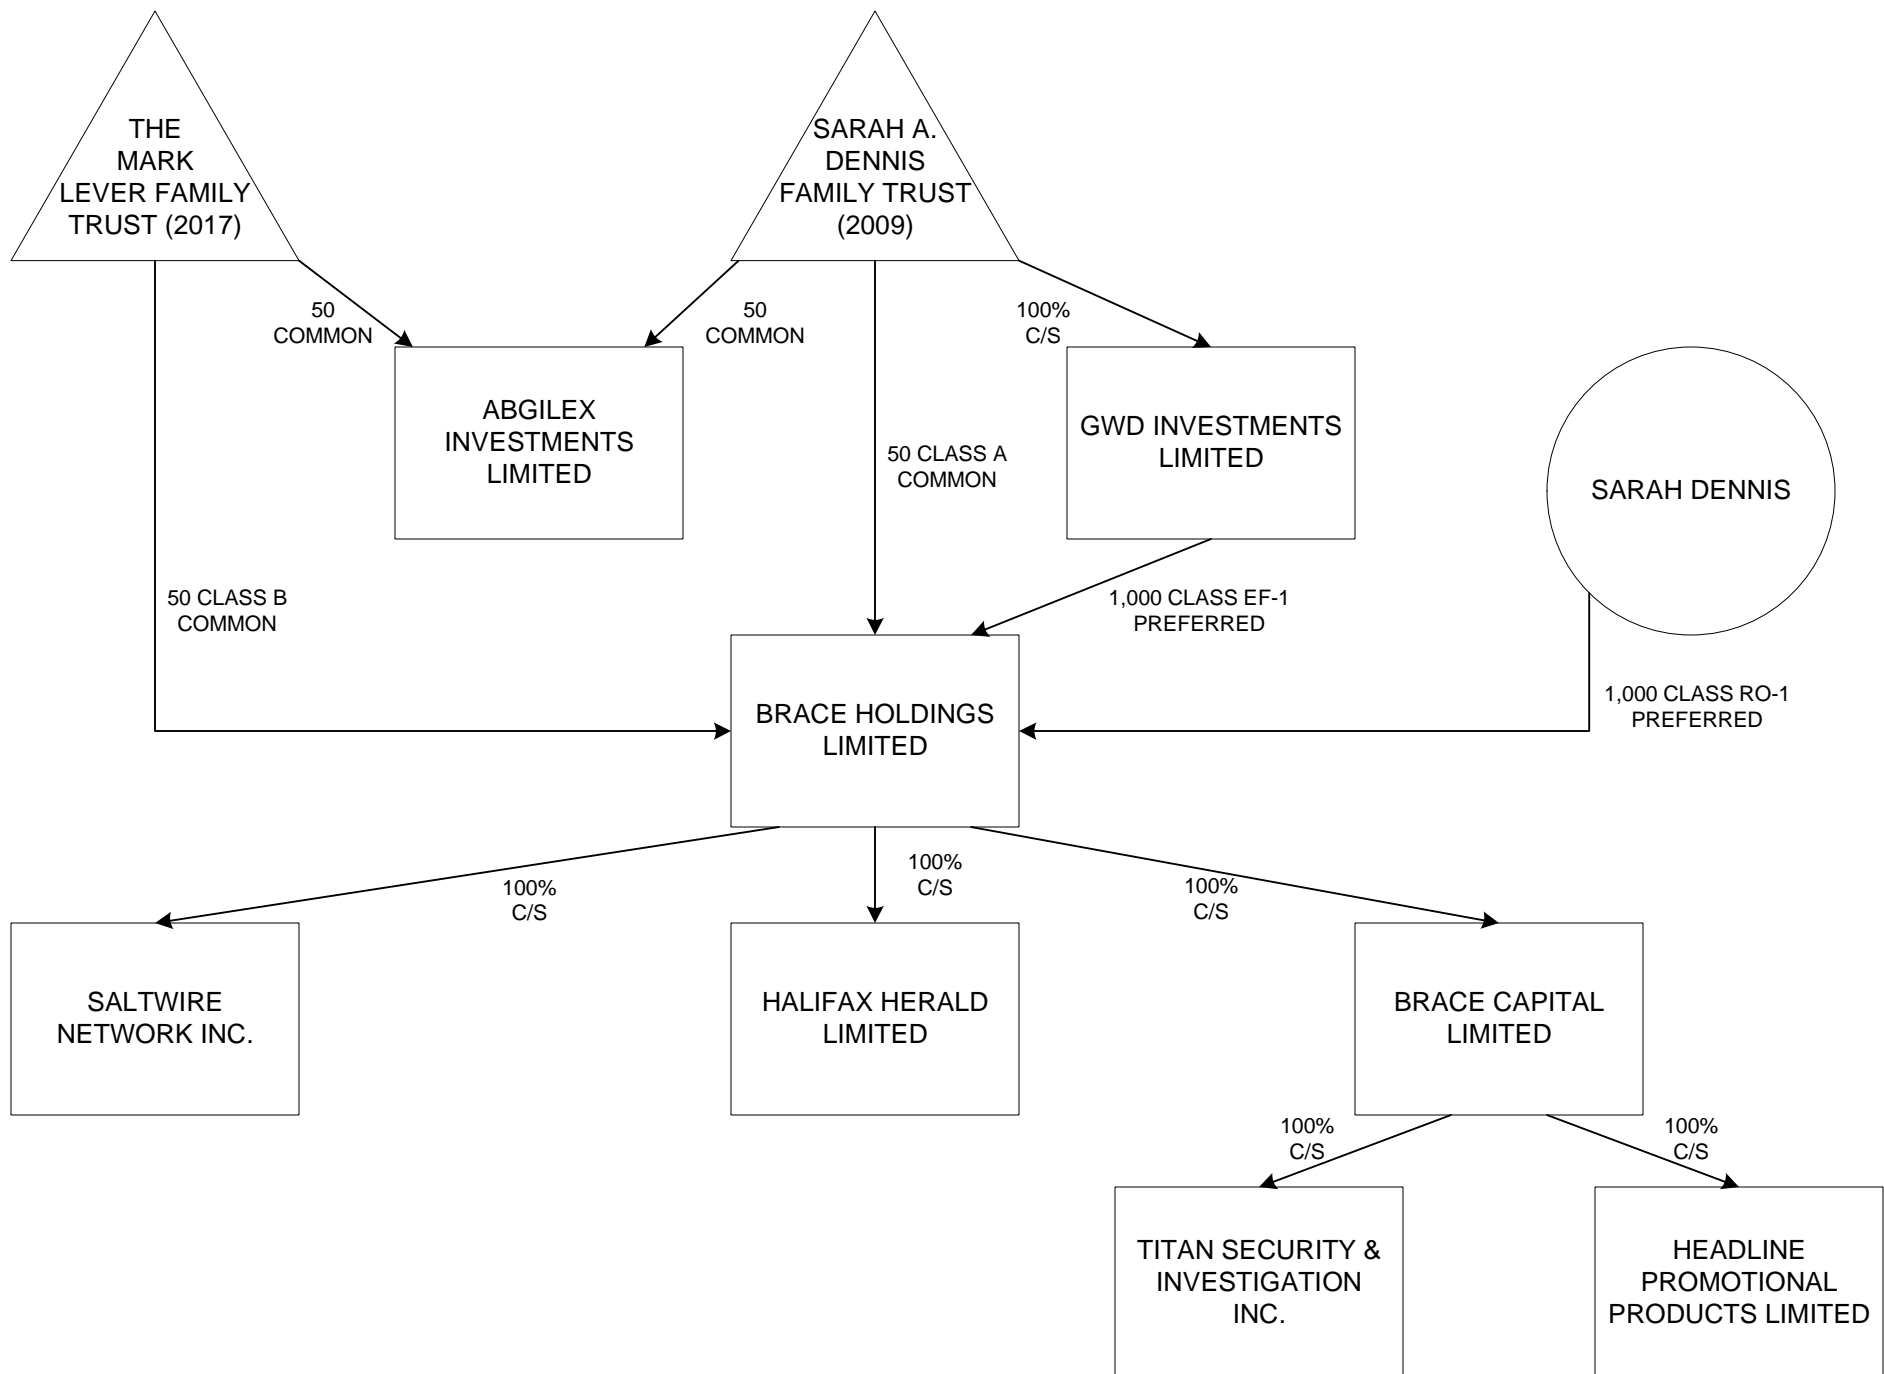 THE
MARK
LEVER FAMILY
TRUST (2017)
SARAH A.
DENNIS
FAMILY TRUST
(2009)
50
COMMON
50
COMMON
100%
C/S
ABGILEX
INVESTMENTS
LIMITED
50 CLASS A
COMMON
GWD INVESTMENTS
LIMITED
SARAH DENNIS
50 CLASS B
COMMON
1,000 CLASS EF-1
PREFERRED
1,000 CLASS RO-1
PREFERRED
BRACE HOLDINGS
LIMITED
100%
C/S
100%
C/S
100%
C/S
SALTWIRE
NETWORK INC.
HALIFAX HERALD
LIMITED
BRACE CAPITAL
LIMITED
100%
C/S
100%
C/S
TITAN SECURITY &
INVESTIGATION
INC.
HEADLINE
PROMOTIONAL
PRODUCTS LIMITED